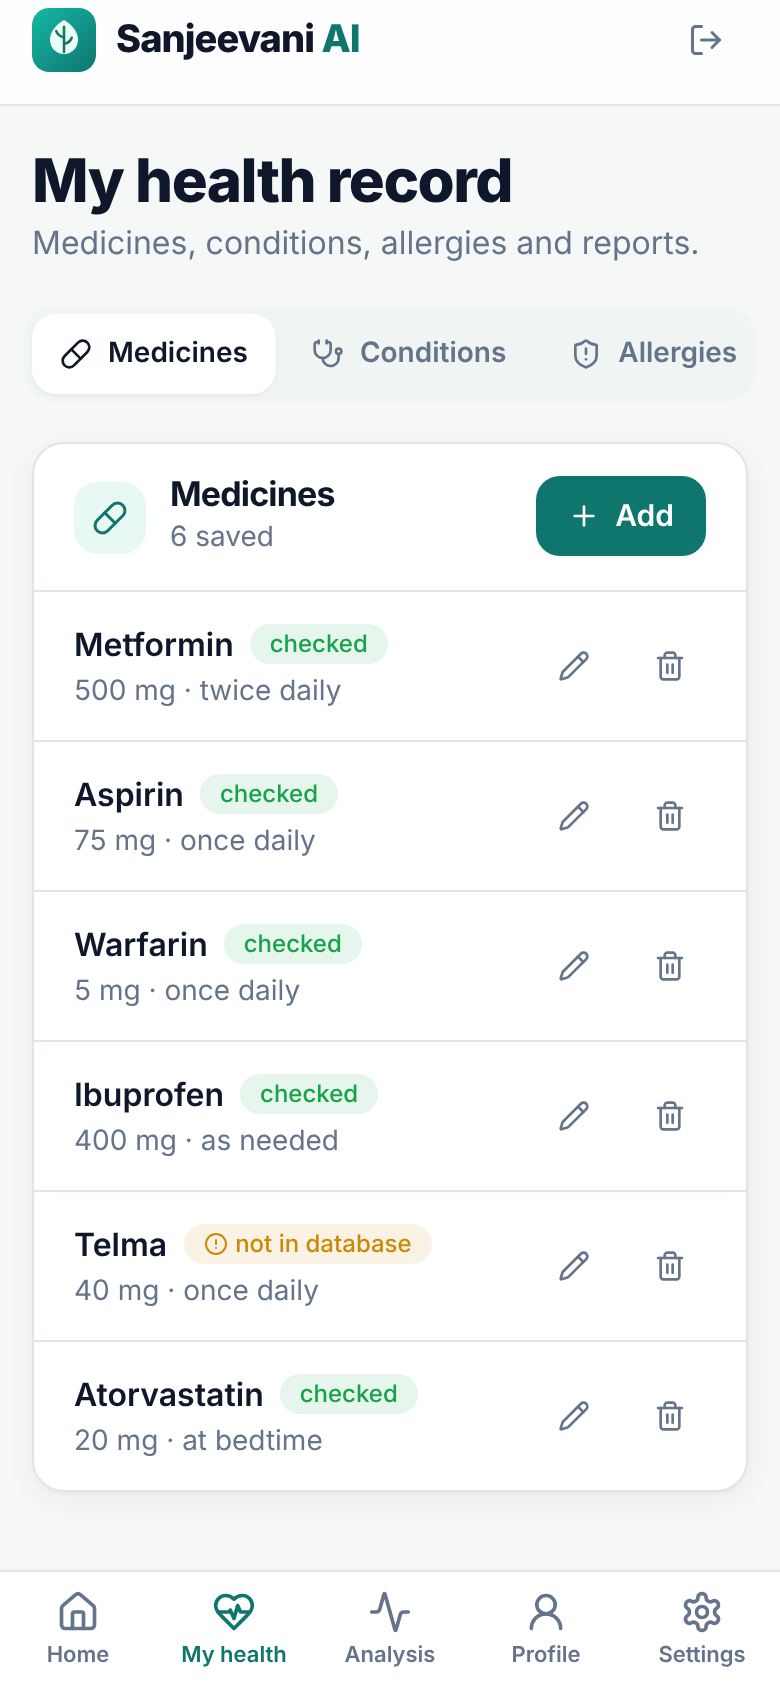 Sanjeevani AI
My health record
Medicines, conditions, allergies and reports.
Medicines Conditions Allergies
Medicines
6 saved
+ Add
Metformin checked
500 mg · twice daily
Aspirin checked
75 mg · once daily
Warfarin checked
5 mg · once daily
Ibuprofen checked
400 mg · as needed
Telma not in database
40 mg · once daily
Atorvastatin checked
20 mg · at bedtime
Home My health Analysis Profile Settings